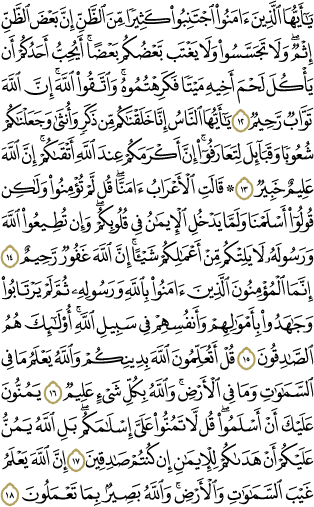 يَٰٓأَيُّهَا ٱلَّذِينَ ءَامَنُوا۟ ٱجْتَنِبُوا۟ كَثِيرًا مِّنَ ٱلظَّنِّ إِنَّ بَعْضَ ٱلظَّنِّ
إِثْمٌ ۖ وَلَا تَجَسَّسُوا۟ وَلَا يَغْتَب بَّعْضُكُم بَعْضًا ۚ أَيُحِبُّ أَحَدُكُمْ أَن
يَأْكُلَ لَحْمَ أَخِيهِ مَيْتًا فَكَرِهْتُمُوهُ ۚ وَٱتَّقُوا۟ ٱللَّهَ ۚ إِنَّ ٱللَّهَ
تَوَّابٌ رَّحِيمٌ ١٢ يَٰٓأَيُّهَا ٱلنَّاسُ إِنَّا خَلَقْنَٰكُم مِّن ذَكَرٍ وَأُنثَىٰ وَجَعَلْنَٰكُمْ
شُعُوبًا وَقَبَآئِلَ لِتَعَارَفُوٓا۟ ۚ إِنَّ أَكْرَمَكُمْ عِندَ ٱللَّهِ أَتْقَىٰكُمْ ۚ إِنَّ ٱللَّهَ
عَلِيمٌ خَبِيرٌ ١٣ ۞ قَالَتِ ٱلْأَعْرَابُ ءَامَنَّا ۖ قُل لَّمْ تُؤْمِنُوا۟ وَلَٰكِن
قُولُوٓا۟ أَسْلَمْنَا وَلَمَّا يَدْخُلِ ٱلْإِيمَٰنُ فِى قُلُوبِكُمْ ۖ وَإِن تُطِيعُوا۟ ٱللَّهَ
وَرَسُولَهُۥ لَا يَلِتْكُم مِّنْ أَعْمَٰلِكُمْ شَيْـًٔا ۚ إِنَّ ٱللَّهَ غَفُورٌ رَّحِيمٌ ١٤
إِنَّمَا ٱلْمُؤْمِنُونَ ٱلَّذِينَ ءَامَنُوا۟ بِٱللَّهِ وَرَسُولِهِۦ ثُمَّ لَمْ يَرْتَابُوا۟
وَجَٰهَدُوا۟ بِأَمْوَٰلِهِمْ وَأَنفُسِهِمْ فِى سَبِيلِ ٱللَّهِ ۚ أُو۟لَٰٓئِكَ هُمُ
ٱلصَّٰدِقُونَ ١٥ قُلْ أَتُعَلِّمُونَ ٱللَّهَ بِدِينِكُمْ وَٱللَّهُ يَعْلَمُ مَا فِى
ٱلسَّمَٰوَٰتِ وَمَا فِى ٱلْأَرْضِ ۚ وَٱللَّهُ بِكُلِّ شَىْءٍ عَلِيمٌ ١٦ يَمُنُّونَ
عَلَيْكَ أَنْ أَسْلَمُوا۟ ۖ قُل لَّا تَمُنُّوا۟ عَلَىَّ إِسْلَٰمَكُم ۖ بَلِ ٱللَّهُ يَمُنُّ
عَلَيْكُمْ أَنْ هَدَىٰكُمْ لِلْإِيمَٰنِ إِن كُنتُمْ صَٰدِقِينَ ١٧ إِنَّ ٱللَّهَ يَعْلَمُ
غَيْبَ ٱلسَّمَٰوَٰتِ وَٱلْأَرْضِ ۚ وَٱللَّهُ بَصِيرٌۢ بِمَا تَعْمَلُونَ ١٨